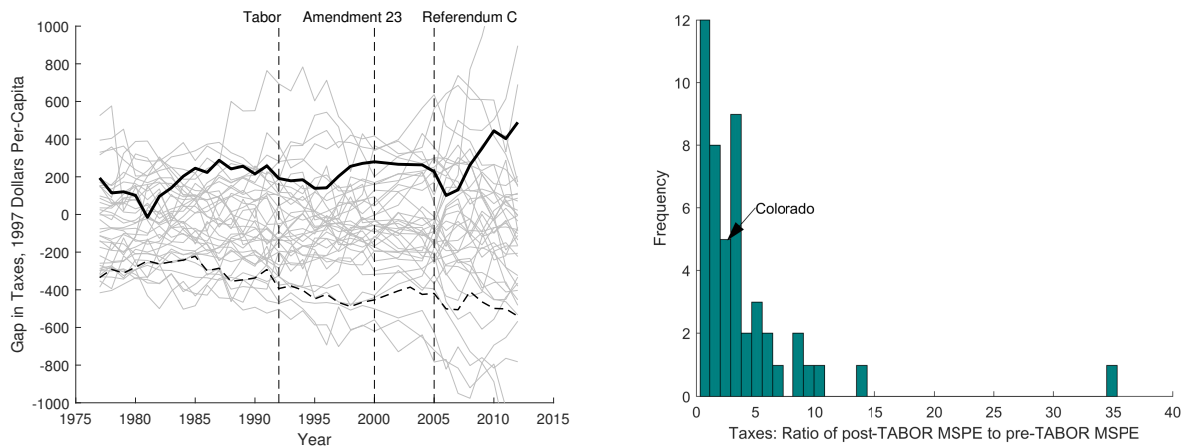 Tabor Amendment 23 Referendum C
1000
800
600
400
200
0
-200
-400
-600
-800
-1000
1975 1980 1985 1990 1995 2000 2005 2010 2015
Year
Gap in Taxes, 1997 Dollars Per-Capita
12
10
8
6
4
2
0
Frequency
Colorado
0 5 10 15 20 25 30 35 40
Taxes: Ratio of post-TABOR MSPE to pre-TABOR MSPE